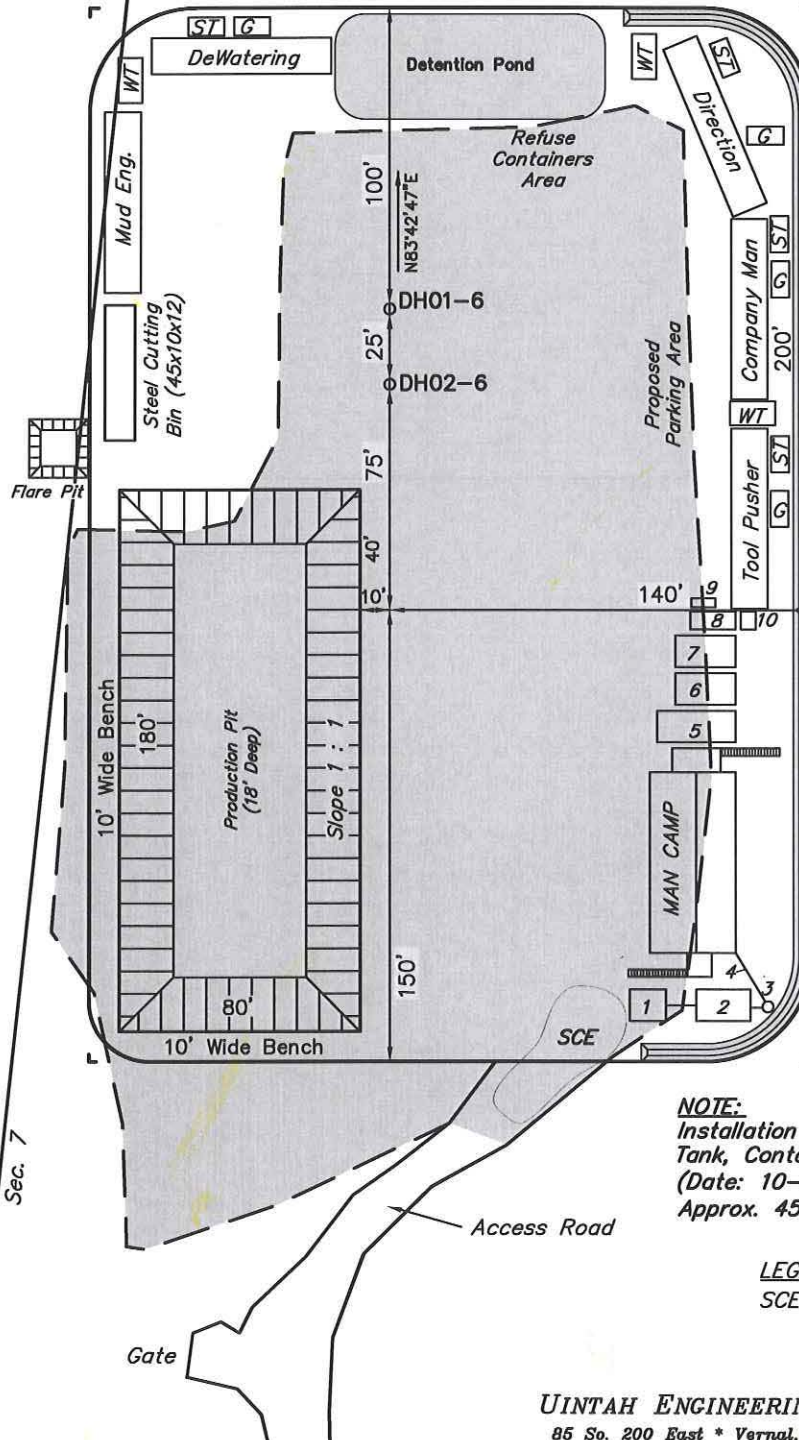 ST
G
DeWatering
WT
Detention Pond
WT
ST
Direction
G
Refuse
Containers
Area
Mud Eng.
100'
N83°42'47"E
DH01-6
25'
DH02-6
Company Man
ST
G
200'
Steel Cutting
Bin (45x10x12)
Proposed
Parking Area
WT
Flare Pit
75'
40'
10'
Tool Pusher
ST
G
140'
9
8
10
7
6
5
10' Wide Bench
180'
Production Pit
(18' Deep)
Slope 1 : 1
MAN CAMP
150'
4
3
1
2
80'
10' Wide Bench
SCE
Sec. 7
NOTE:
Installation
Tank,
(Date: 10-
Approx. 45
Access Road
SCE
Gate
UINTAH
85 So. 200 East * Vernal,